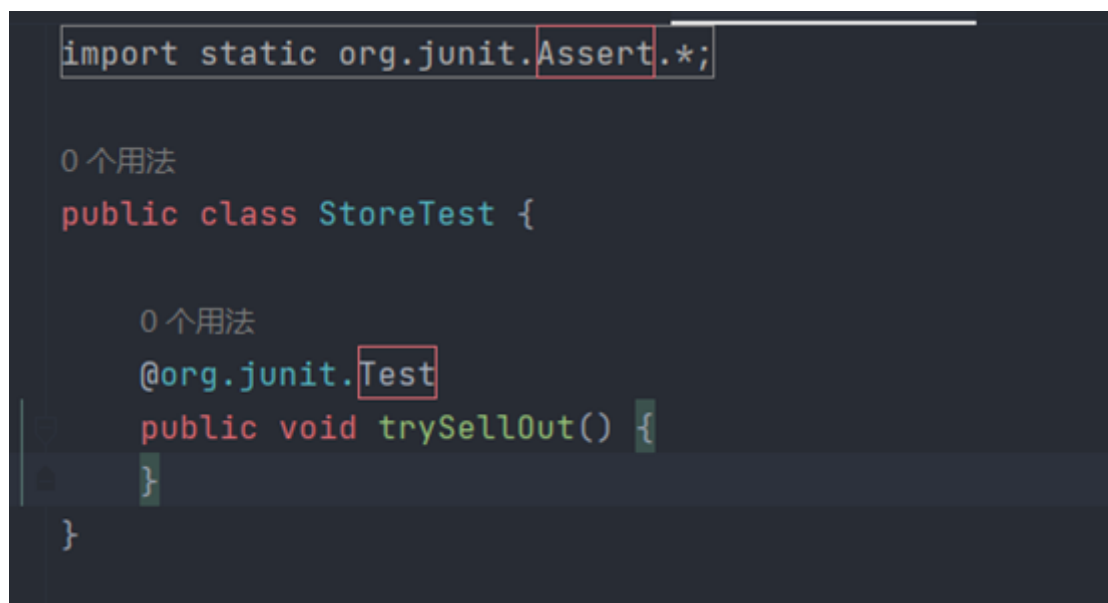 import static org.junit.Assert.*;
0 个用法
public class StoreTest {
0 个用法
@org.junit.Test
public void trySellOut() {
}
}